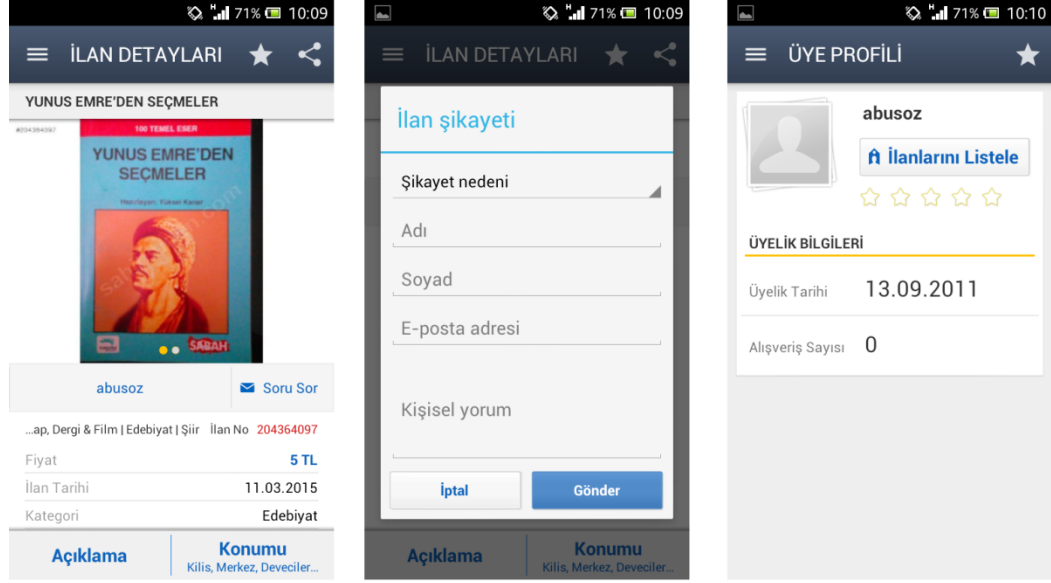 71% 10:09
İLAN DETAYLARI
YUNUS EMRE'DEN SEÇMELER
#204364097
100 TEMEL ESER
YUNUS EMRE'DEN
SEÇMELER
Hazırlayan: Yüksel Kanar
SABAH
abusoz
Soru Sor
...ap, Dergi & Film | Edebiyat | Şiir İlan No 204364097
Fiyat 5 TL
İlan Tarihi 11.03.2015
Kategori Edebiyat
Açıklama
Konumu
Kilis, Merkez, Deveciler...
H 71% 10:09
İLAN DETAYLARI
İlan şikayeti
Şikayet nedeni
Adı
Soyad
E-posta adresi
Kişisel yorum
İptal
Gönder
Açıklama
Konumu
Kilis, Merkez, Deveciler...
H 71% 10:10
ÜYE PROFİLİ
abusoz
İlanlarını Listele
ÜYELİK BİLGİLERİ
Üyelik Tarihi 13.09.2011
Alışveriş Sayısı 0